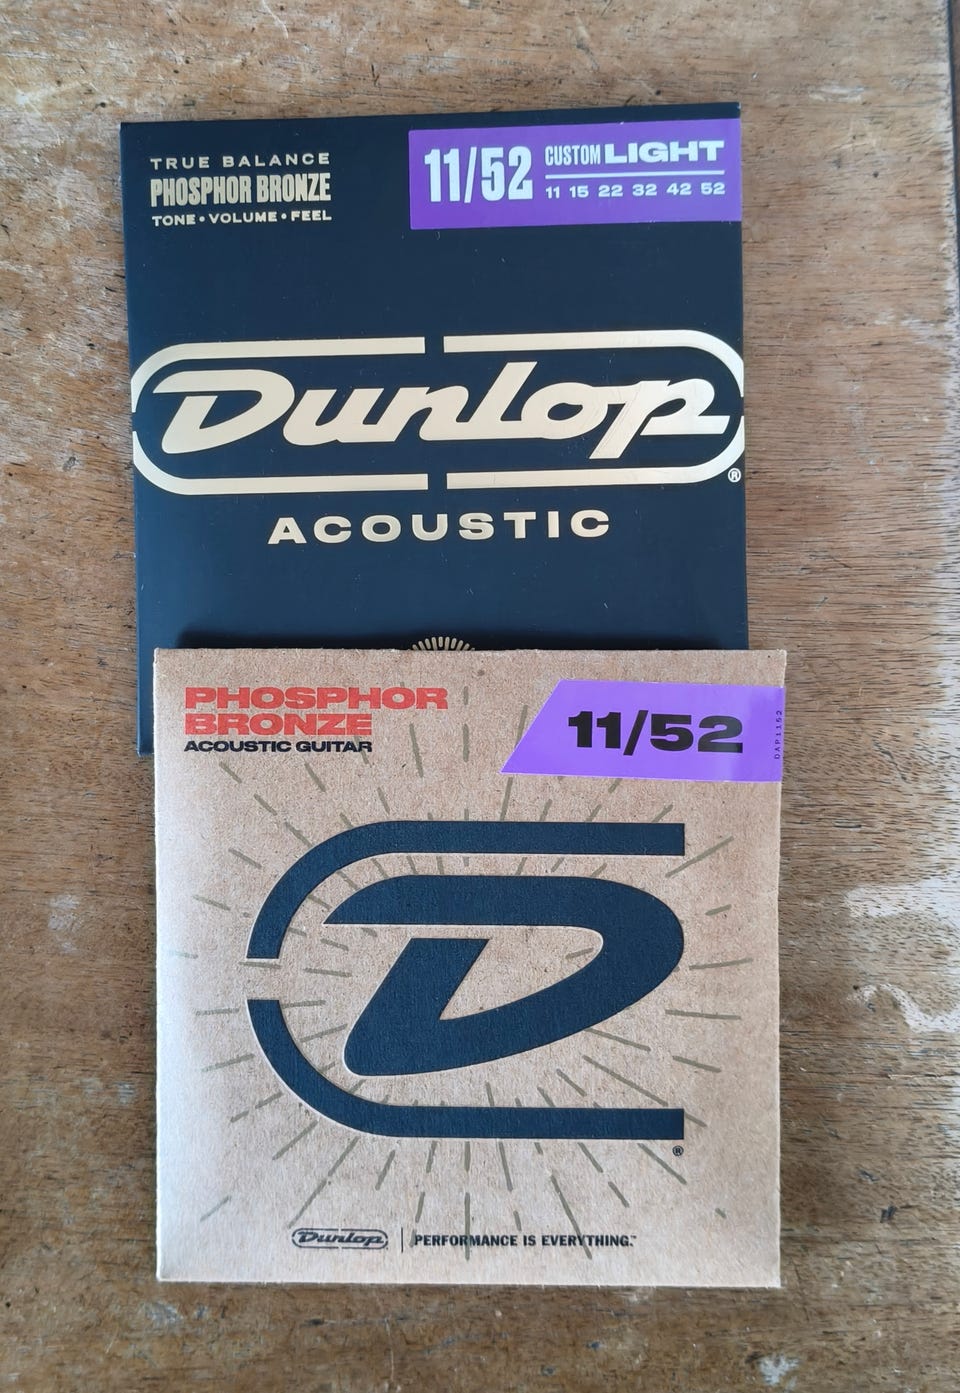 TRUE BALANCE
PHOSPHOR BRONZE
TONE • VOLUME • FEEL
11/52
CUSTOM LIGHT
11 15 22 32 42 52
Dunlop
®
ACOUSTIC
PHOSPHOR
BRONZE
ACOUSTIC GUITAR
11/52
DAP1152
D
®
Dunlop | PERFORMANCE IS EVERYTHING.™